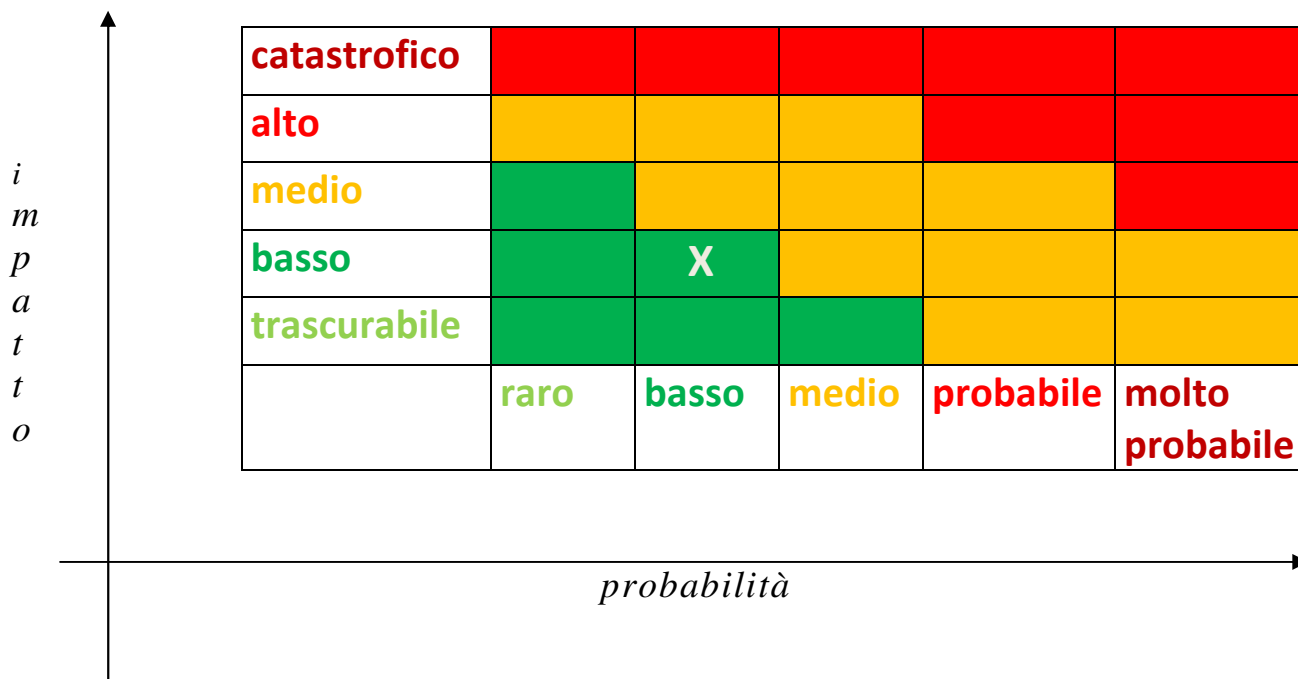 catastrofico
alto
medio
basso X
trascurabile
raro basso medio probabile molto
probabile
i
m
p
a
t
t
o
probabilità